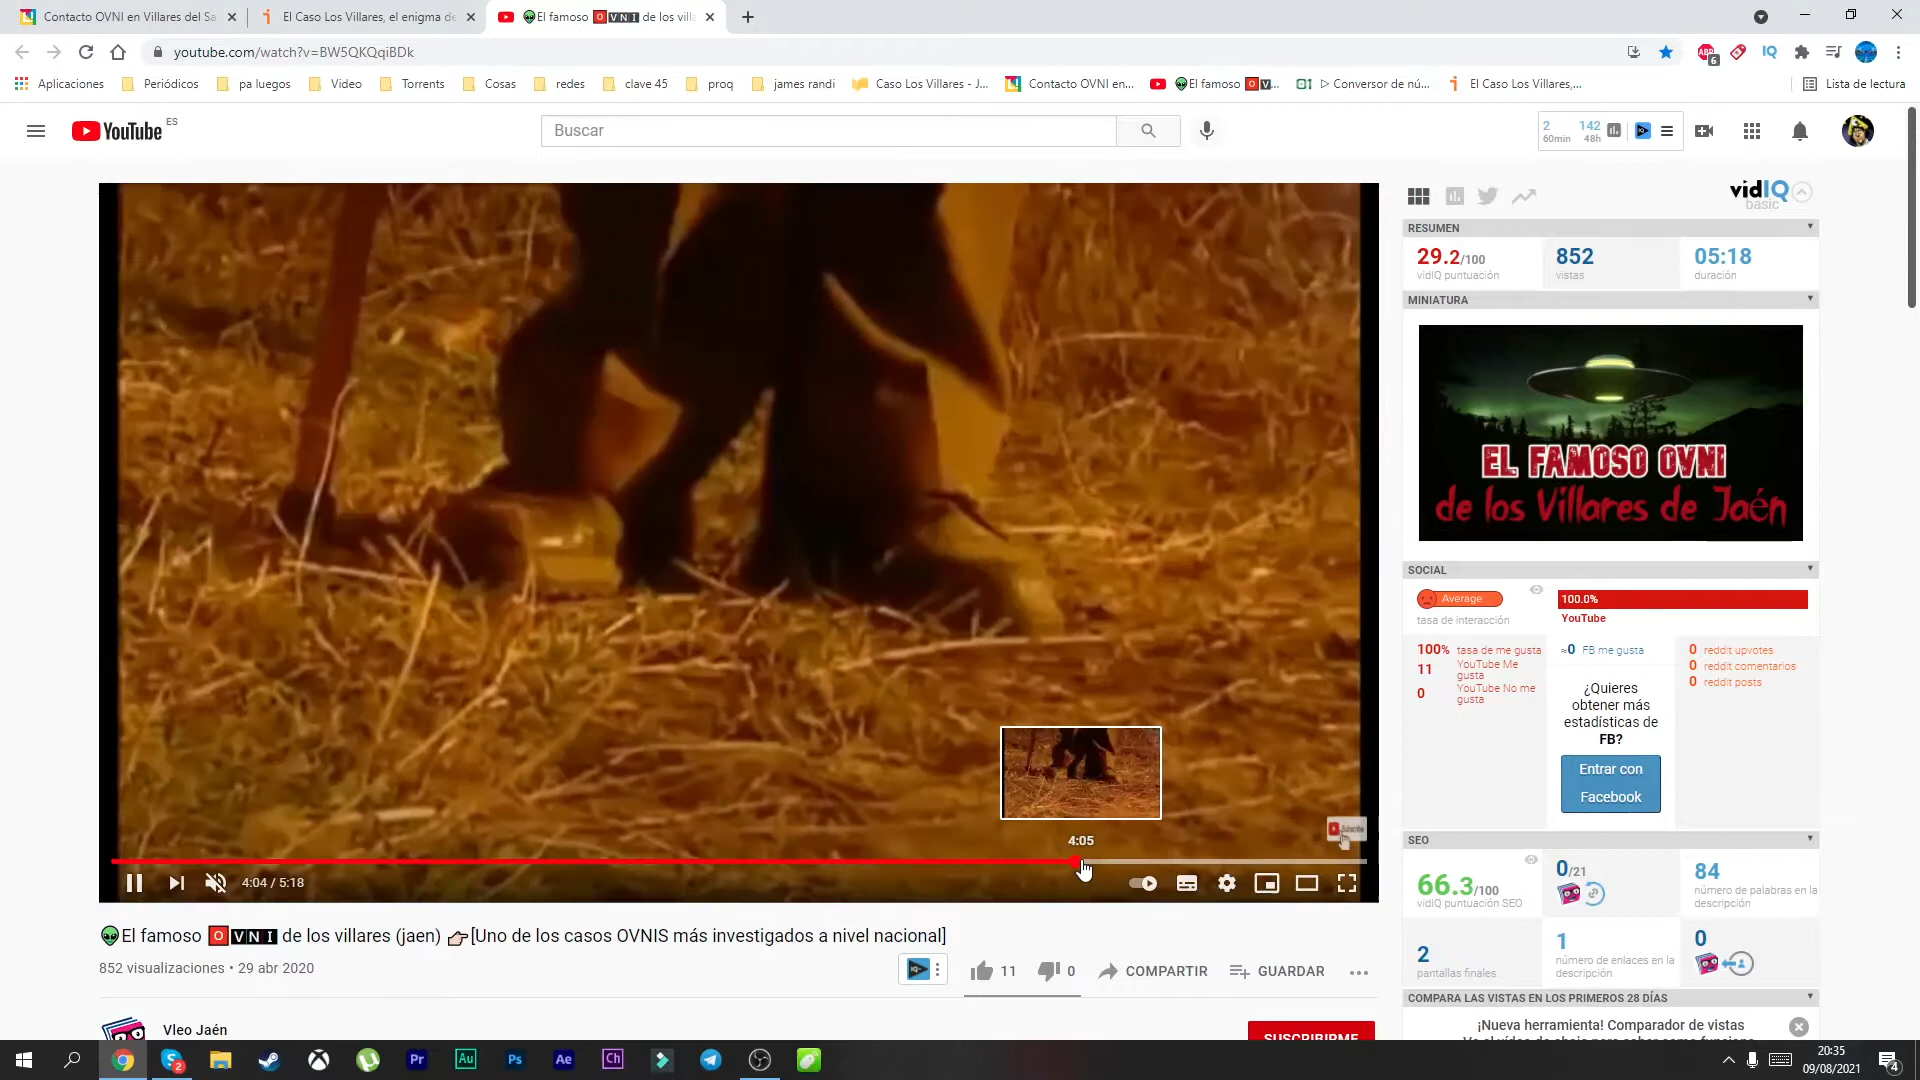 Contacto OVNI en Villares del Sa
El Caso Los Villares, el enigma de
El famoso OVNI de los villa
youtube.com/watch?v=BW5QKQqiBDk
Aplicaciones
Periódicos
pa luegos
Video
Torrents
Cosas
redes
clave 45
proq
james randi
Caso Los Villares - J...
Contacto OVNI en...
El famoso OV...
Conversor de nú...
El Caso Los Villares,...
Lista de lectura
YouTube ES
Buscar
2 60min
142 48h
vidIQ
basic
RESUMEN
29.2/100
vidIQ puntuación
852
vistas
05:18
duración
MINIATURA
EL FAMOSO OVNI
de los Villares de Jaén
SOCIAL
Average
tasa de interacción
100.0%
YouTube
100% tasa de me gusta
11 YouTube Me gusta
0 YouTube No me gusta
≈0 FB me gusta
¿Quieres
obtener más
estadísticas de
FB?
Entrar con
Facebook
0 reddit upvotes
0 reddit comentarios
0 reddit posts
4:05
4:04 / 5:18
SEO
66.3/100
vidIQ puntuación SEO
0/21
84
número de palabras en la
descripción
2
pantallas finales
1
número de enlaces en la
descripción
0
COMPARA LAS VISTAS EN LOS PRIMEROS 28 DÍAS
¡Nueva herramienta! Comparador de vistas
El famoso OVNI de los villares (jaen) [Uno de los casos OVNIS más investigados a nivel nacional]
852 visualizaciones • 29 abr 2020
11
0
COMPARTIR
GUARDAR
Vleo Jaén
SUSCRIBIRME
20:35
09/08/2021